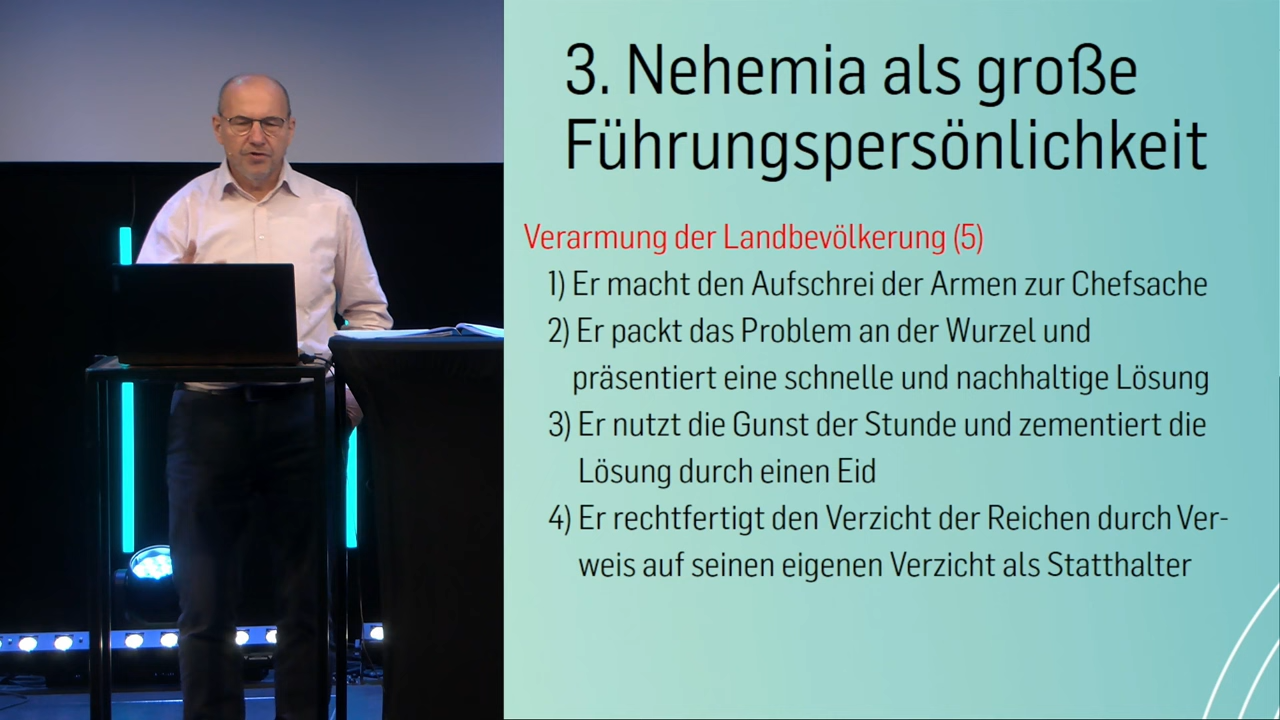 3. Nehemia als große
Führungspersönlichkeit
Verarmung der Landbevölkerung (5)
1) Er macht den Aufschrei der Armen zur Chefsache
2) Er packt das Problem an der Wurzel und
präsentiert eine schnelle und nachhaltige Lösung
3) Er nutzt die Gunst der Stunde und zementiert die
Lösung durch einen Eid
4) Er rechtfertigt den Verzicht der Reichen durch Ver-
weis auf seinen eigenen Verzicht als Statthalter